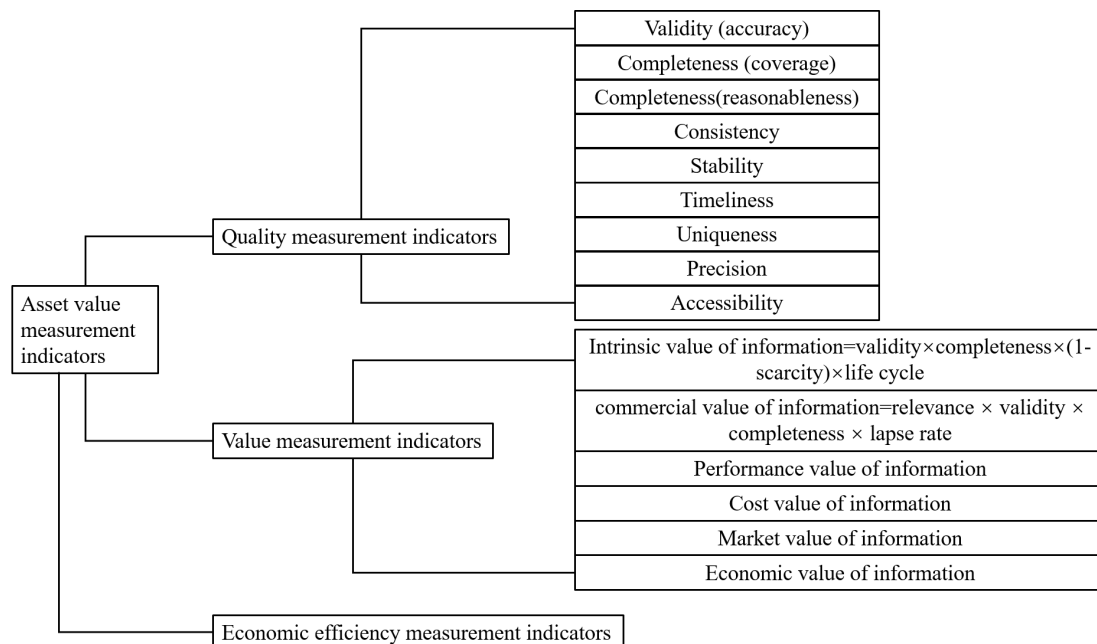 Validity (accuracy)
Completeness (coverage)
Completeness(reasonableness)
Consistency
Stability
Timeliness
Quality measurement indicators
Uniqueness
Precision
Accessibility
Asset value
measurement
indicators
Intrinsic value of information=validity×completeness×(1-
scarcity)×life cycle
commercial value of information=relevance × validity ×
completeness × lapse rate
Value measurement indicators
Performance value of information
Cost value of information
Market value of information
Economic value of information
Economic efficiency measurement indicators